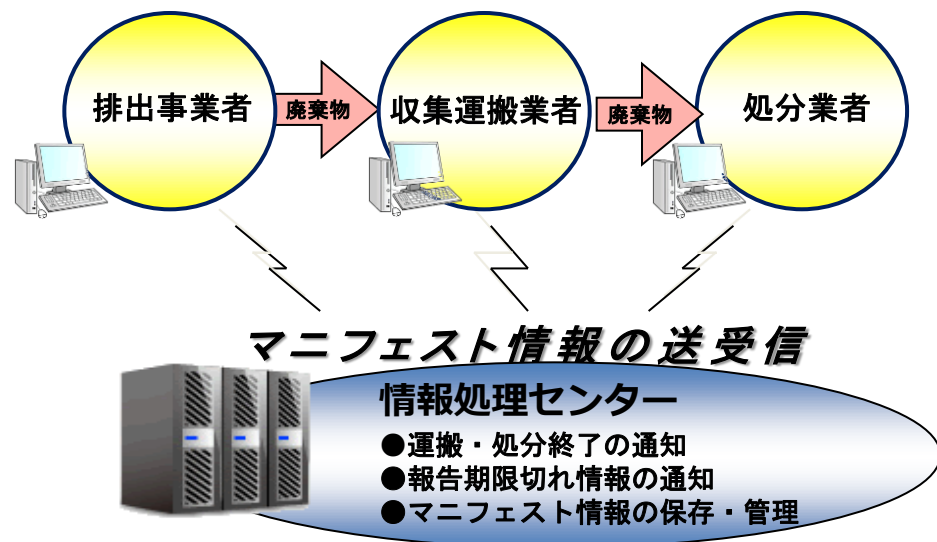 排出事業者
廃棄物
収集運搬業者
廃棄物
処分業者
マニフェスト情報の送受信
情報処理センター
●運搬・処分終了の通知
●報告期限切れ情報の通知
●マニフェスト情報の保存・管理